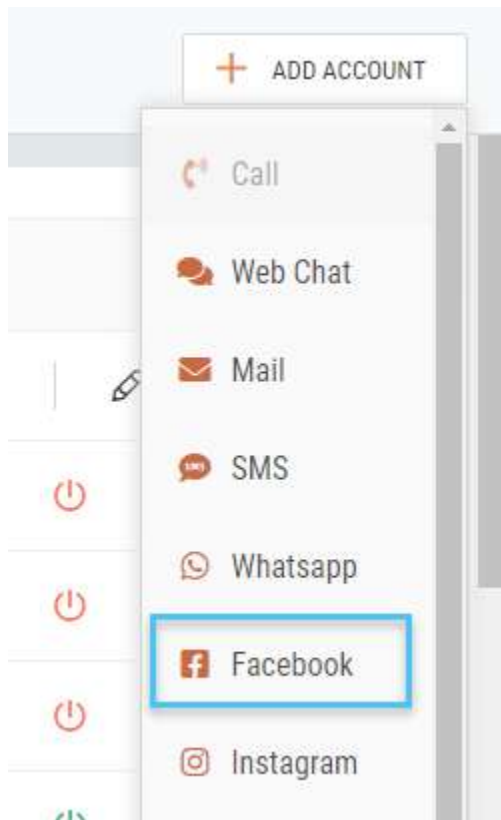 ADD ACCOUNT
Call
Web Chat
Mail
SMS
Whatsapp
Facebook
Instagram